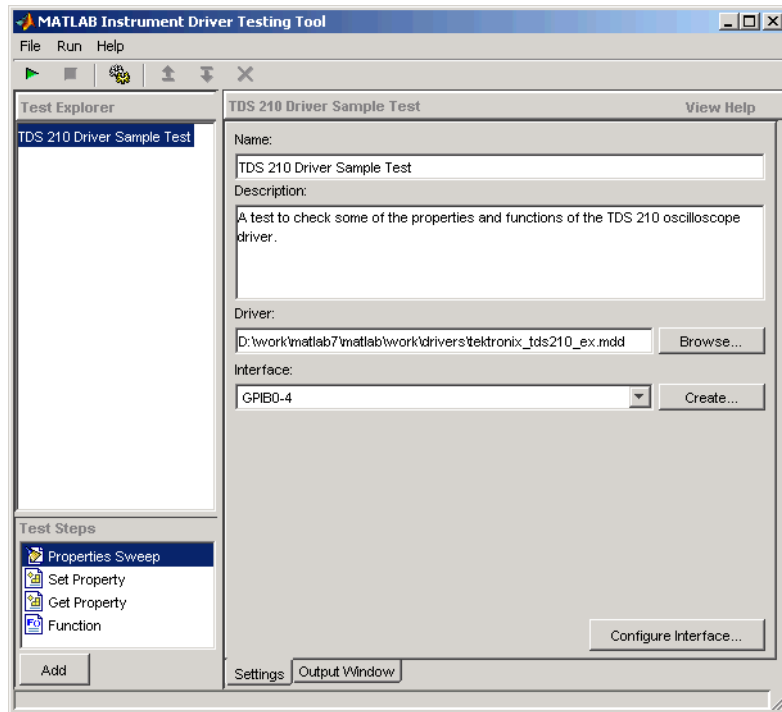 MATLAB Instrument Driver Testing Tool
File Run Help
Test Explorer
TDS 210 Driver Sample Test
TDS 210 Driver Sample Test
View Help
Name:
TDS 210 Driver Sample Test
Description:
A test to check some of the properties and functions of the TDS 210 oscilloscope
driver.
Driver:
D:\work\matlab7\matlab\work\drivers\tektronix_tds210_ex.mdd
Browse...
Interface:
GPIB0-4
Create...
Test Steps
Properties Sweep
Set Property
Get Property
Function
Add
Configure Interface...
Settings
Output Window